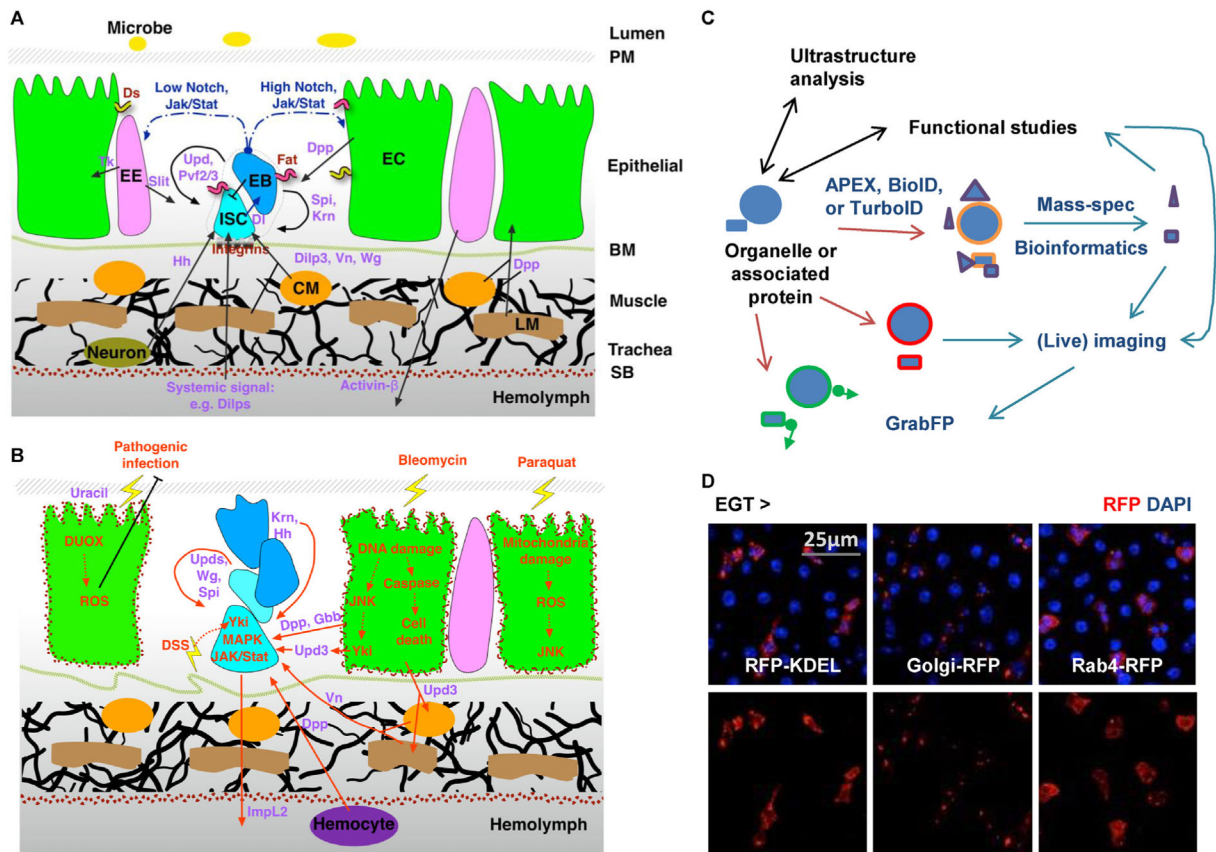 A
Microbe
Lumen
PM
Ds
Low Notch,
Jak/Stat
High Notch,
Jak/Stat
Dpp
Tk
EE
Slit
Upd,
Pvf2/3
EB
Fat
EC
Epithelial
ISC
Dl
Spi,
Krn
Integrins
BM
Hh
Dilp3, Vn, Wg
CM
Dpp
Muscle
LM
Neuron
Trachea
SB
Systemic signal:
e.g. Dilps
Activin-β
Hemolymph
B
Pathogenic
infection
Bleomycin
Paraquat
Uracil
DUOX
ROS
Krn,
Hh
Upds,
Wg,
Spi
DNA damage
Caspase
JNK
Cell
death
Yki
Mitochondria
damage
ROS
JNK
Dpp, Gbb
Yki
MAPK
JAK/Stat
DSS
Upd3
Vn
Upd3
Dpp
ImpL2
Hemocyte
Hemolymph
C
Ultrastructure
analysis
Functional studies
APEX, BioID,
or TurboID
Mass-spec
Bioinformatics
Organelle or
associated
protein
(Live) imaging
GrabFP
D
EGT >
RFP DAPI
25μm
RFP-KDEL
Golgi-RFP
Rab4-RFP